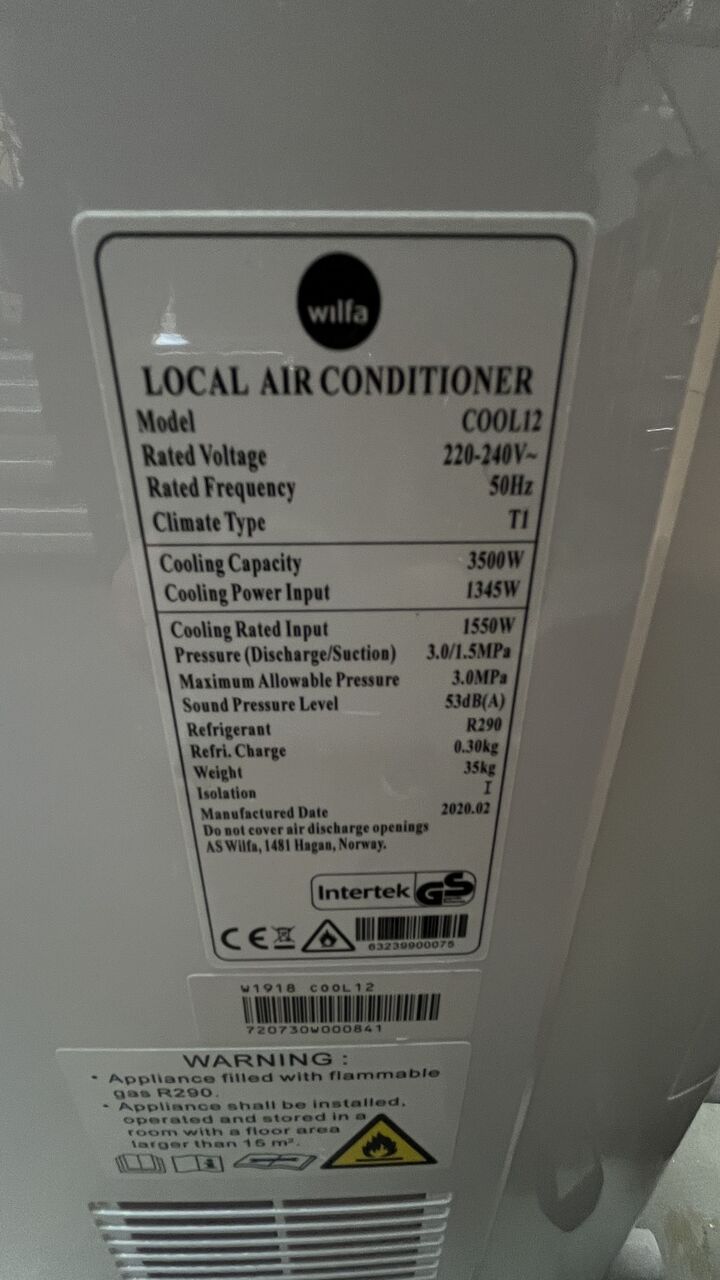 wilfa
LOCAL AIR CONDITIONER
Model COOL12
Rated Voltage 220-240V~
Rated Frequency 50Hz
Climate Type T1
Cooling Capacity 3500W
Cooling Power Input 1345W
Cooling Rated Input 1550W
Pressure (Discharge/Suction) 3.0/1.5MPa
Maximum Allowable Pressure 3.0MPa
Sound Pressure Level 53dB(A)
Refrigerant R290
Refri. Charge 0.30kg
Weight 35kg
Isolation I
Manufactured Date 2020.02
Do not cover air discharge openings
AS Wilfa, 1481 Hagan, Norway.
Intertek GS
CE
63239900075
W1918 COOL12
720730W000841
WARNING :
• Appliance filled with flammable
gas R290.
• Appliance shall be installed,
operated and stored in a
room with a floor area
larger than 15 m².